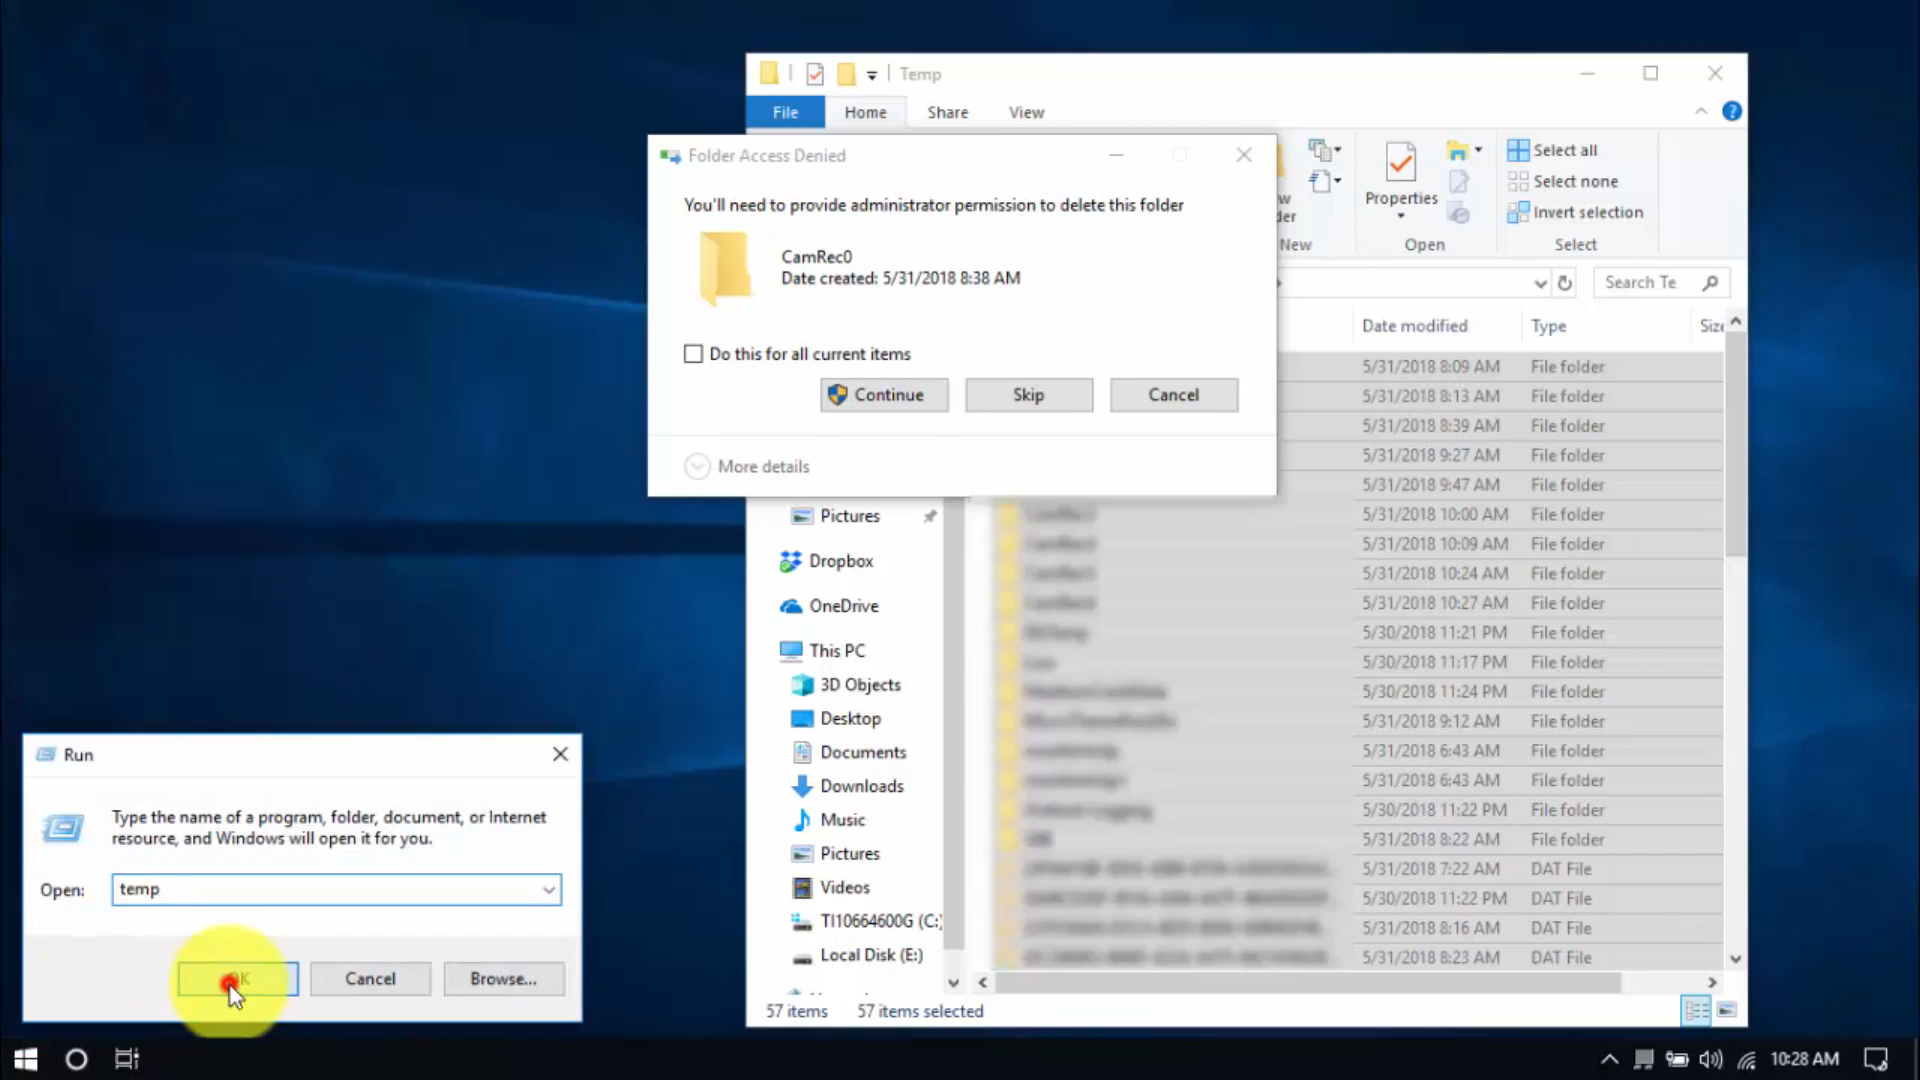 Temp
File
Home
Share
View
Folder Access Denied
You'll need to provide administrator permission to delete this folder
CamRec0
Date created: 5/31/2018 8:38 AM
Do this for all current items
Continue
Skip
Cancel
More details
Properties
Select all
Select none
Invert selection
New
Open
Select
Search Te
Date modified
Type
Size
5/31/2018 8:09 AM File folder
5/31/2018 8:13 AM File folder
5/31/2018 8:39 AM File folder
5/31/2018 9:27 AM File folder
5/31/2018 9:47 AM File folder
5/31/2018 10:00 AM File folder
5/31/2018 10:09 AM File folder
5/31/2018 10:24 AM File folder
5/31/2018 10:27 AM File folder
5/30/2018 11:21 PM File folder
5/30/2018 11:17 PM File folder
5/30/2018 11:24 PM File folder
5/31/2018 9:12 AM File folder
5/31/2018 6:43 AM File folder
5/31/2018 6:43 AM File folder
5/30/2018 11:22 PM File folder
5/31/2018 8:22 AM File folder
5/31/2018 7:22 AM DAT File
5/30/2018 11:22 PM DAT File
5/31/2018 8:16 AM DAT File
5/31/2018 8:23 AM DAT File
Pictures
Dropbox
OneDrive
This PC
3D Objects
Desktop
Documents
Downloads
Music
Pictures
Videos
TI10664600G (C:)
Local Disk (E:)
57 items
57 items selected
Run
Type the name of a program, folder, document, or Internet
resource, and Windows will open it for you.
Open:
temp
OK
Cancel
Browse...
10:28 AM